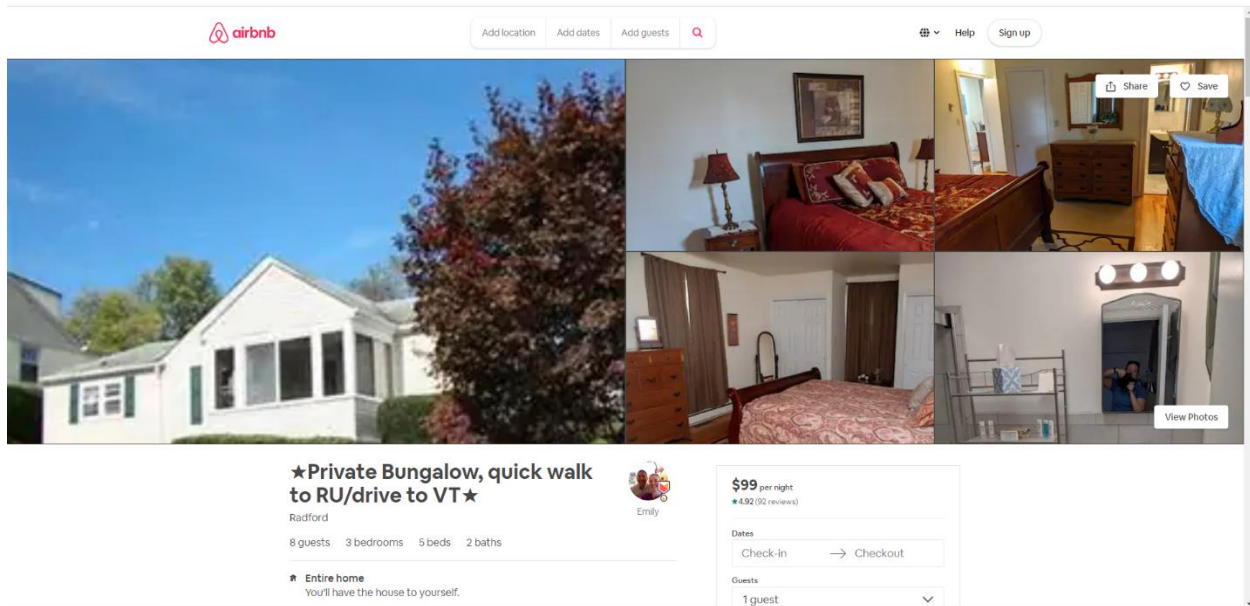 airbnb
Add location
Add dates
Add guests
Help
Sign up
Share
Save
View Photos
★Private Bungalow, quick walk
to RU/drive to VT★
Radford
8 guests 3 bedrooms 5 beds 2 baths
Emily
Entire home
You'll have the house to yourself.
$99 per night
★4.92 (92 reviews)
Dates
Check-in → Checkout
Guests
1 guest